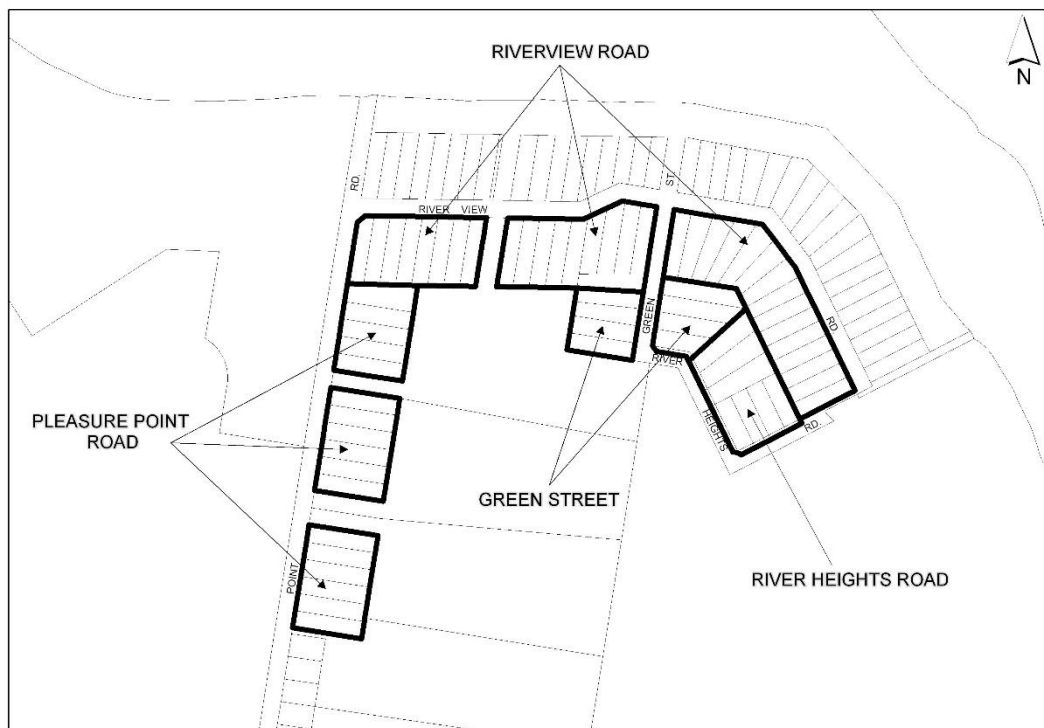 RIVERVIEW ROAD
N
RD.
ST.
RIVER VIEW
GREEN
RD.
RIVER
PLEASURE POINT
ROAD
HEIGHTS
RD.
GREEN STREET
POINT
RIVER HEIGHTS ROAD